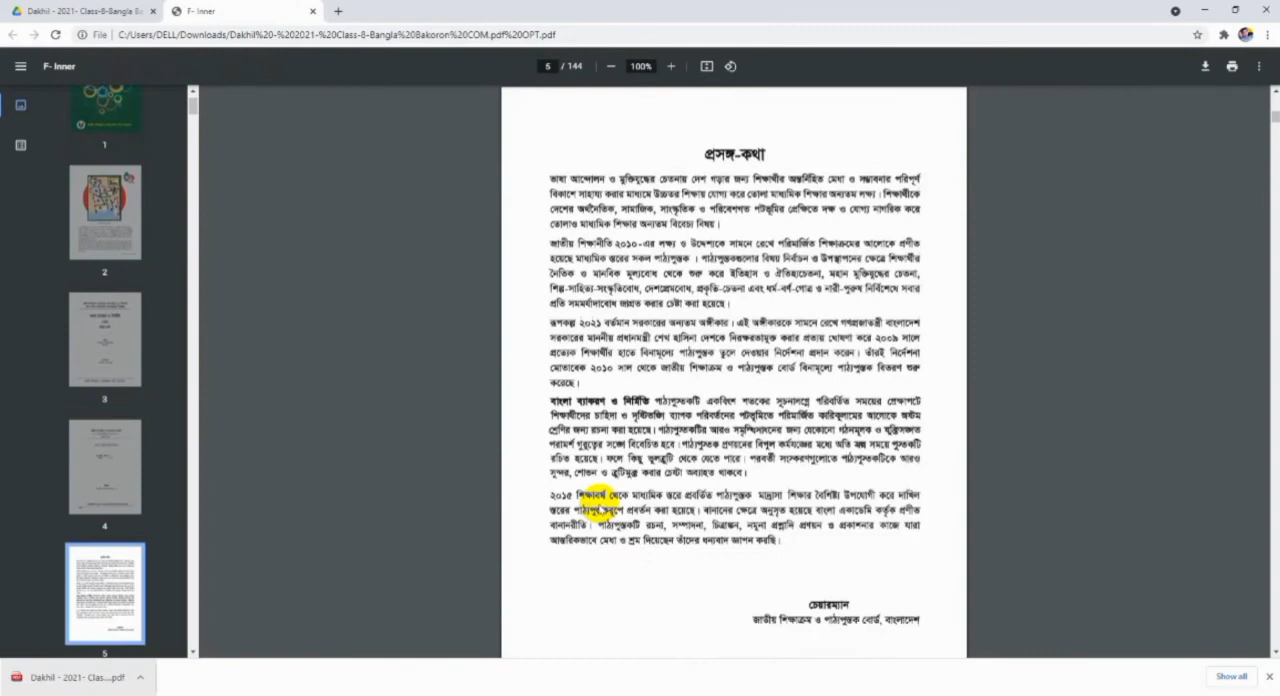 Dakhil - 2021- Class-8-Bangla Ba
F- Inner
File
C:/Users/DELL/Downloads/Dakhil%20-%202021-%20Class-8-Bangla%20Bakoron%20COM.pdf%20OPT.pdf
F- Inner
5 / 144
100%
1
2
3
4
5
প্রসঙ্গ-কথা
ভাষা আন্দোলন ও মুক্তিযুদ্ধের চেতনায় দেশ গড়ার জন্য শিক্ষার্থীর অন্তর্নিহিত মেধা ও সম্ভাবনার পরিপূর্ণ
বিকাশে সাহায্য করার মাধ্যমে উচ্চতর শিক্ষায় যোগ্য করে তোলা মাধ্যমিক শিক্ষার অন্যতম লক্ষ্য। শিক্ষার্থীকে
দেশের অর্থনৈতিক, সামাজিক, সাংস্কৃতিক ও পরিবেশগত পটভূমির প্রেক্ষিতে দক্ষ ও যোগ্য নাগরিক করে
তোলাও মাধ্যমিক শিক্ষার অন্যতম বিবেচ্য বিষয়।
জাতীয় শিক্ষানীতি ২০১০-এর লক্ষ্য ও উদ্দেশ্যকে সামনে রেখে পরিমার্জিত শিক্ষাক্রমের আলোকে প্রণীত
হয়েছে মাধ্যমিক স্তরের সকল পাঠ্যপুস্তক । পাঠ্যপুস্তকগুলোর বিষয় নির্বাচন ও উপস্থাপনের ক্ষেত্রে শিক্ষার্থীর
নৈতিক ও মানবিক মূল্যবোধ থেকে শুরু করে ইতিহাস ও ঐতিহ্যচেতনা, মহান মুক্তিযুদ্ধের চেতনা,
শিল্প-সাহিত্য-সংস্কৃতিবোধ, দেশপ্রেমবোধ, প্রকৃতি-চেতনা এবং ধর্ম-বর্ণ-গোত্র ও নারী-পুরুষ নির্বিশেষে সবার
প্রতি সমমর্যাদাবোধ জাগ্রত করার চেষ্টা করা হয়েছে।
রূপকল্প ২০২১ বর্তমান সরকারের অন্যতম অঙ্গীকার। এই অঙ্গীকারকে সামনে রেখে গণপ্রজাতন্ত্রী বাংলাদেশ
সরকারের মাননীয় প্রধানমন্ত্রী শেখ হাসিনা দেশকে নিরক্ষরতামুক্ত করার প্রত্যয় ঘোষণা করে ২০০৯ সালে
প্রত্যেক শিক্ষার্থীর হাতে বিনামূল্যে পাঠ্যপুস্তক তুলে দেওয়ার নির্দেশনা প্রদান করেন। তাঁরই নির্দেশনা
মোতাবেক ২০১০ সাল থেকে জাতীয় শিক্ষাক্রম ও পাঠ্যপুস্তক বোর্ড বিনামূল্যে পাঠ্যপুস্তক বিতরণ শুরু
করেছে।
বাংলা ব্যাকরণ ও নির্মিতি পাঠ্যপুস্তকটি একবিংশ শতকের সূচনালগ্নে পরিবর্তিত সময়ের প্রেক্ষাপটে
শিক্ষার্থীদের চাহিদা ও দৃষ্টিভঙ্গি ব্যাপক পরিবর্তনের পটভূমিতে পরিমার্জিত কারিকুলামের আলোকে অষ্টম
শ্রেণির জন্য রচনা করা হয়েছে। পাঠ্যপুস্তকটির আরও সমৃদ্ধিসাধনের জন্য যেকোনো গঠনমূলক ও যুক্তিসঙ্গত
পরামর্শ গুরুত্বের সঙ্গে বিবেচিত হবে। পাঠ্যপুস্তক প্রণয়নের বিপুল কর্মযজ্ঞের মধ্যে অতি স্বল্প সময়ে পুস্তকটি
রচিত হয়েছে। ফলে কিছু ভুলত্রুটি থেকে যেতে পারে। পরবর্তী সংস্করণগুলোতে পাঠ্যপুস্তকটিকে আরও
সুন্দর, শোভন ও ত্রুটিমুক্ত করার চেষ্টা অব্যাহত থাকবে।
২০১৫ শিক্ষাবর্ষ থেকে মাধ্যমিক স্তরে প্রবর্তিত পাঠ্যপুস্তক মাদ্রাসা শিক্ষার বৈশিষ্ট্য উপযোগী করে দাখিল
স্তরের প্রবর্তন করা হয়েছে। বানানের ক্ষেত্রে অনুসৃত হয়েছে বাংলা একাডেমি কর্তৃক প্রণীত
বানানরীতি। পাঠ্যপুস্তকটি রচনা, সম্পাদনা, চিত্রাঙ্কন, নমুনা প্রশ্নাদি প্রণয়ন ও প্রকাশনার কাজে যারা
আন্তরিকভাবে মেধা ও শ্রম দিয়েছেন তাঁদের ধন্যবাদ জ্ঞাপন করছি।
চেয়ারম্যান
জাতীয় শিক্ষাক্রম ও পাঠ্যপুস্তক বোর্ড, বাংলাদেশ
Dakhil - 2021- Clas....pdf
Show all